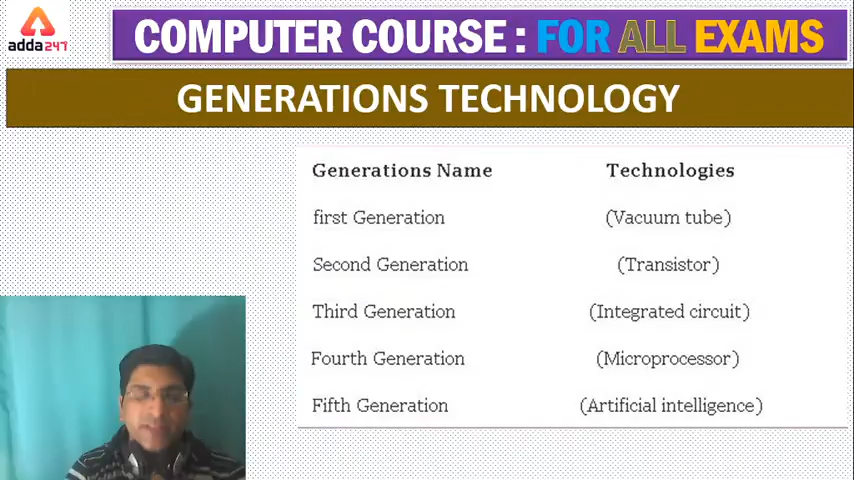 adda247
COMPUTER COURSE : FOR ALL EXAMS
GENERATIONS TECHNOLOGY
Generations Name Technologies
first Generation (Vacuum tube)
Second Generation (Transistor)
Third Generation (Integrated circuit)
Fourth Generation (Microprocessor)
Fifth Generation (Artificial intelligence)